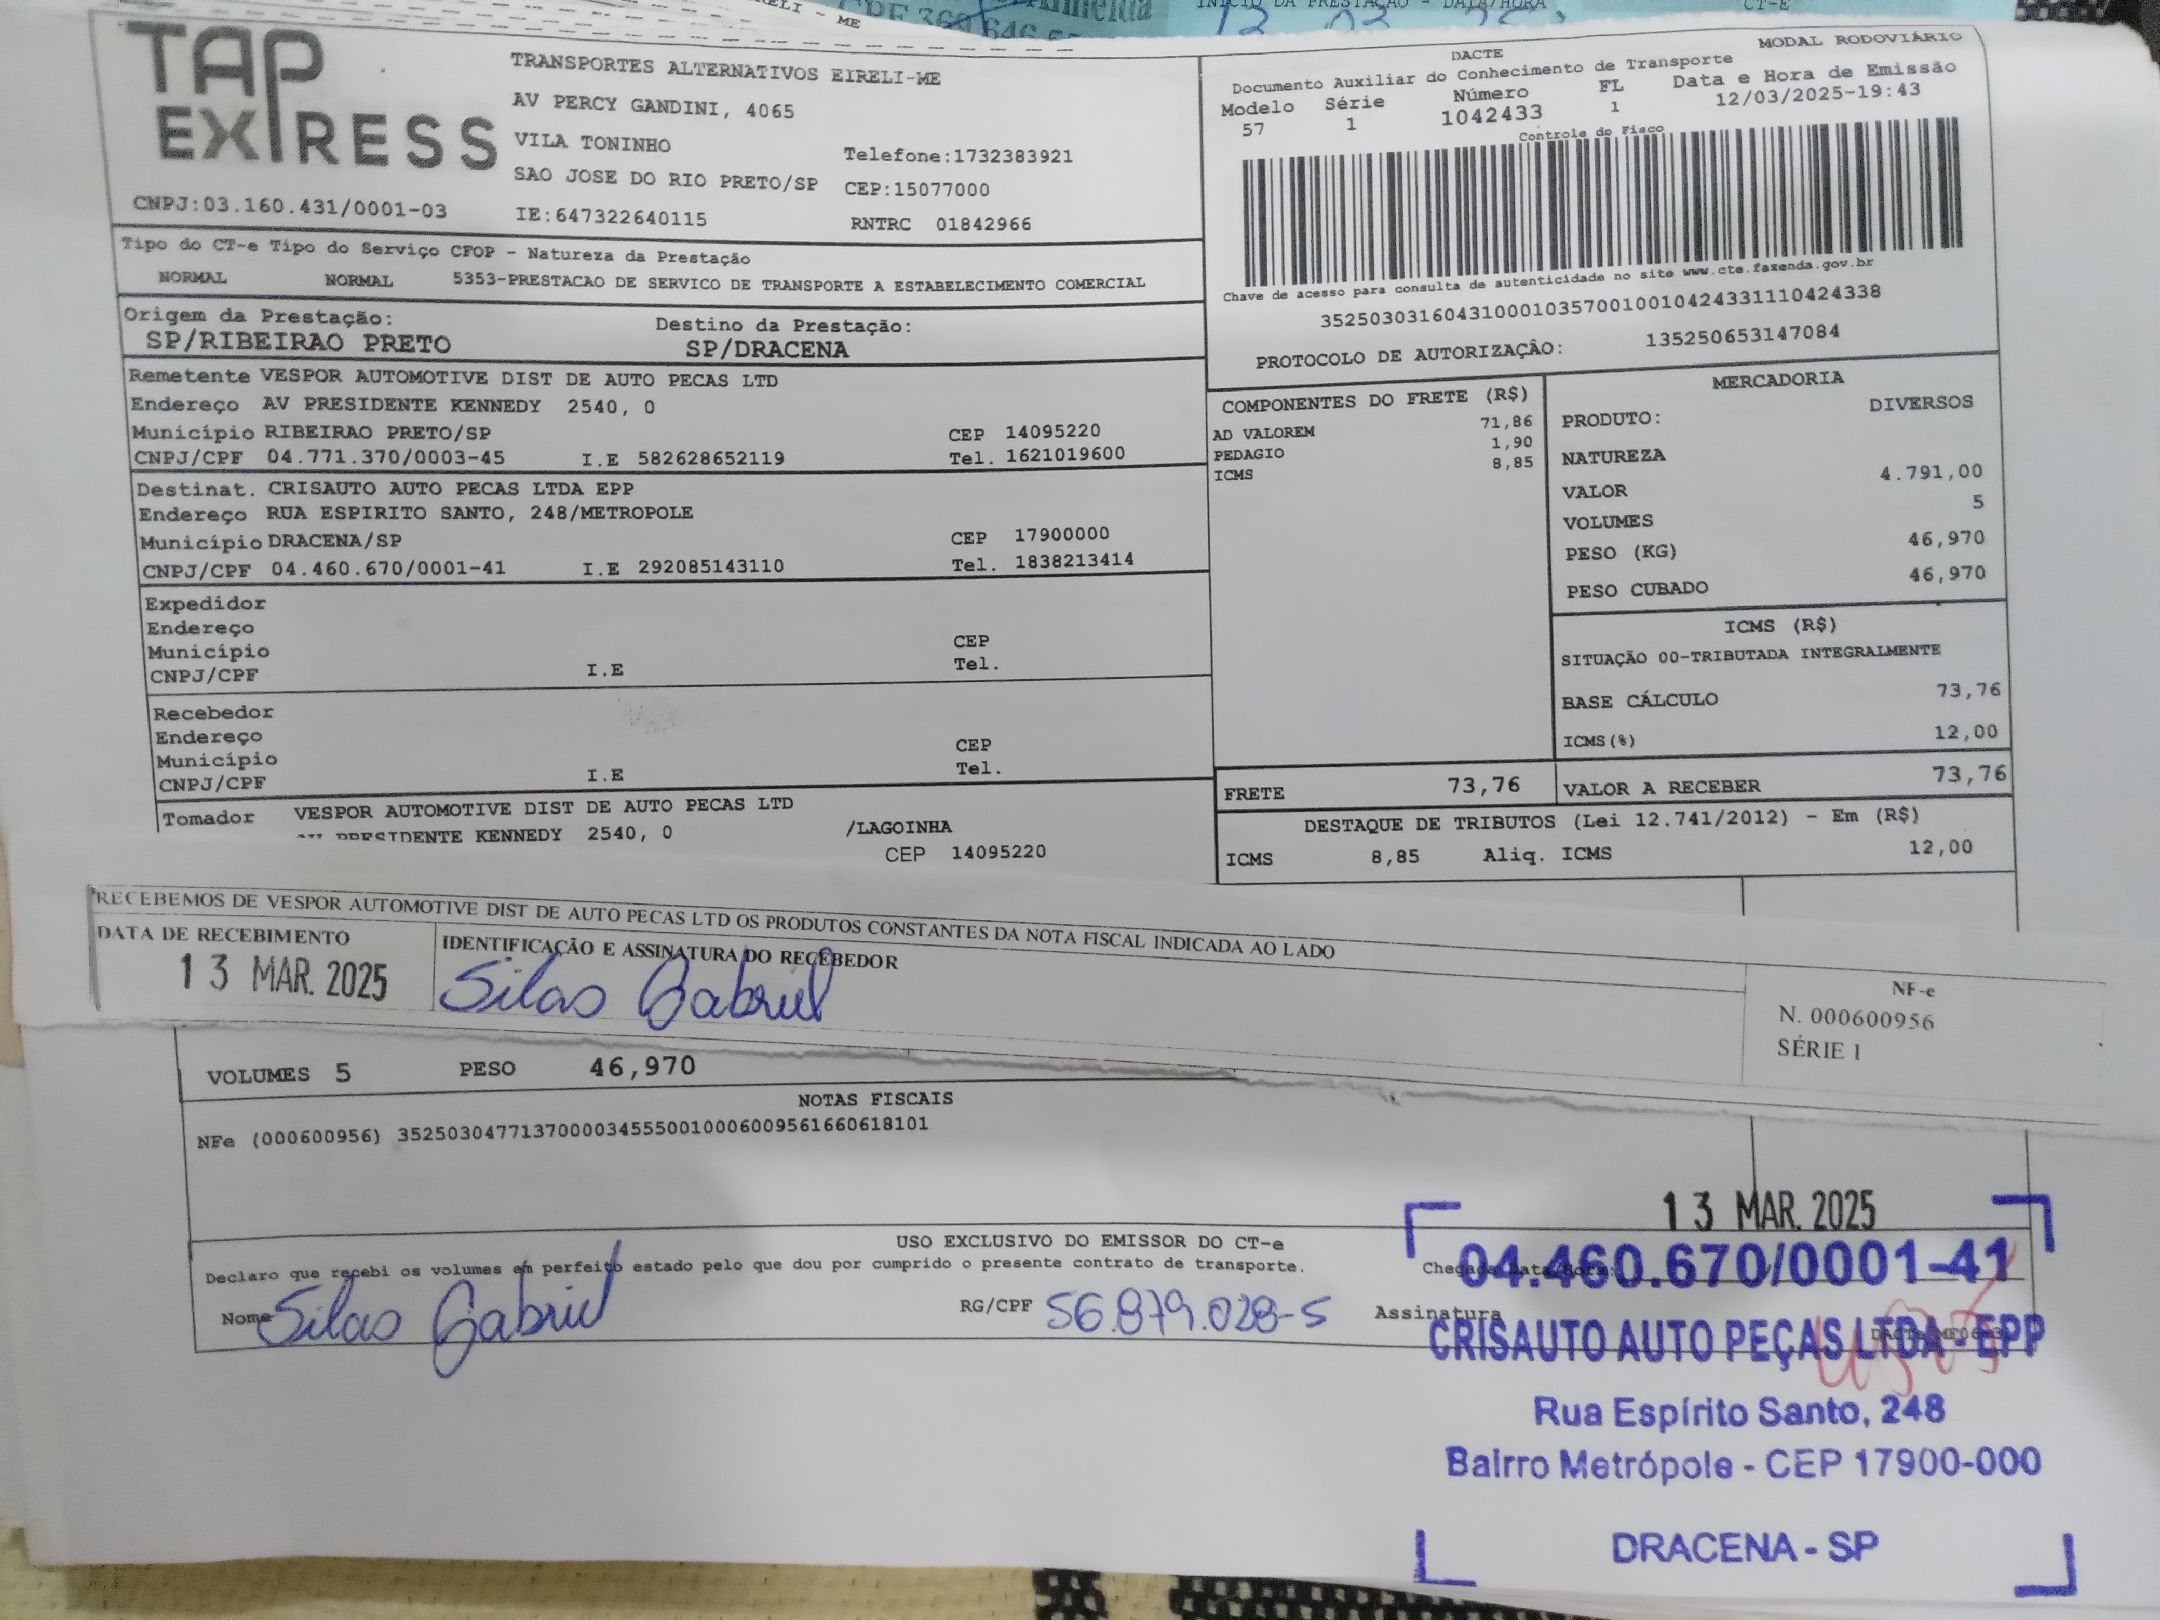 TAP
EXPRESS
CNPJ:03.160.431/0001-03
TRANSPORTES ALTERNATIVOS EIRELI-ME
AV PERCY GANDINI, 4065
VILA TONINHO
Telefone:1732383921
SAO JOSE DO RIO PRETO/SP CEP:15077000
IE:647322640115 RNTRC 01842966
MODAL RODOVIÁRIO
DACTE
Documento Auxiliar do Conhecimento de Transporte
Modelo Série Número FL Data e Hora de Emissão
57 1 1042433 1 12/03/2025-19:43
Controle do Fisco
Chave de acesso para consulta de autenticidade no site www.cte.fazenda.gov.br
35250303160431000103570010010424331110424338
PROTOCOLO DE AUTORIZAÇÃO: 135250653147084
Tipo do CT-e Tipo do Serviço CFOP - Natureza da Prestação
NORMAL NORMAL 5353-PRESTACAO DE SERVICO DE TRANSPORTE A ESTABELECIMENTO COMERCIAL
Origem da Prestação: Destino da Prestação:
SP/RIBEIRAO PRETO SP/DRACENA
Remetente VESPOR AUTOMOTIVE DIST DE AUTO PECAS LTD
Endereço AV PRESIDENTE KENNEDY 2540, 0
Município RIBEIRAO PRETO/SP CEP 14095220
CNPJ/CPF 04.771.370/0003-45 I.E 582628652119 Tel. 1621019600
Destinat. CRISAUTO AUTO PECAS LTDA EPP
Endereço RUA ESPIRITO SANTO, 248/METROPOLE
Município DRACENA/SP CEP 17900000
CNPJ/CPF 04.460.670/0001-41 I.E 292085143110 Tel. 1838213414
Expedidor
Endereço
Município CEP
CNPJ/CPF I.E Tel.
Recebedor
Endereço
Município CEP
CNPJ/CPF I.E Tel.
Tomador VESPOR AUTOMOTIVE DIST DE AUTO PECAS LTD
PRESIDENTE KENNEDY 2540, 0 /LAGOINHA
CEP 14095220
COMPONENTES DO FRETE (R$)
AD VALOREM 71,86
PEDAGIO 1,90
ICMS 8,85
MERCADORIA
PRODUTO: DIVERSOS
NATUREZA
VALOR 4.791,00
VOLUMES 5
PESO (KG) 46,970
PESO CUBADO 46,970
ICMS (R$)
SITUAÇÃO 00-TRIBUTADA INTEGRALMENTE
BASE CÁLCULO 73,76
ICMS(%) 12,00
FRETE 73,76 VALOR A RECEBER 73,76
DESTAQUE DE TRIBUTOS (Lei 12.741/2012) - Em (R$)
ICMS 8,85 Aliq. ICMS 12,00
RECEBEMOS DE VESPOR AUTOMOTIVE DIST DE AUTO PECAS LTD OS PRODUTOS CONSTANTES DA NOTA FISCAL INDICADA AO LADO
DATA DE RECEBIMENTO IDENTIFICAÇÃO E ASSINATURA DO RECEBEDOR
13 MAR. 2025 Silas Gabriel
NF-e
N. 000600956
SÉRIE 1
VOLUMES 5 PESO 46,970
NOTAS FISCAIS
NFe (000600956) 35250304771370000345550010006009561660618101
USO EXCLUSIVO DO EMISSOR DO CT-e
Declaro que recebi os volumes em perfeito estado pelo que dou por cumprido o presente contrato de transporte.
Nome Silas Gabriel RG/CPF 56.879.028-5 Assinatura
13 MAR. 2025
04.460.670/0001-41
CRISAUTO AUTO PEÇAS LTDA - EPP
Rua Espírito Santo, 248
Bairro Metrópole - CEP 17900-000
DRACENA - SP